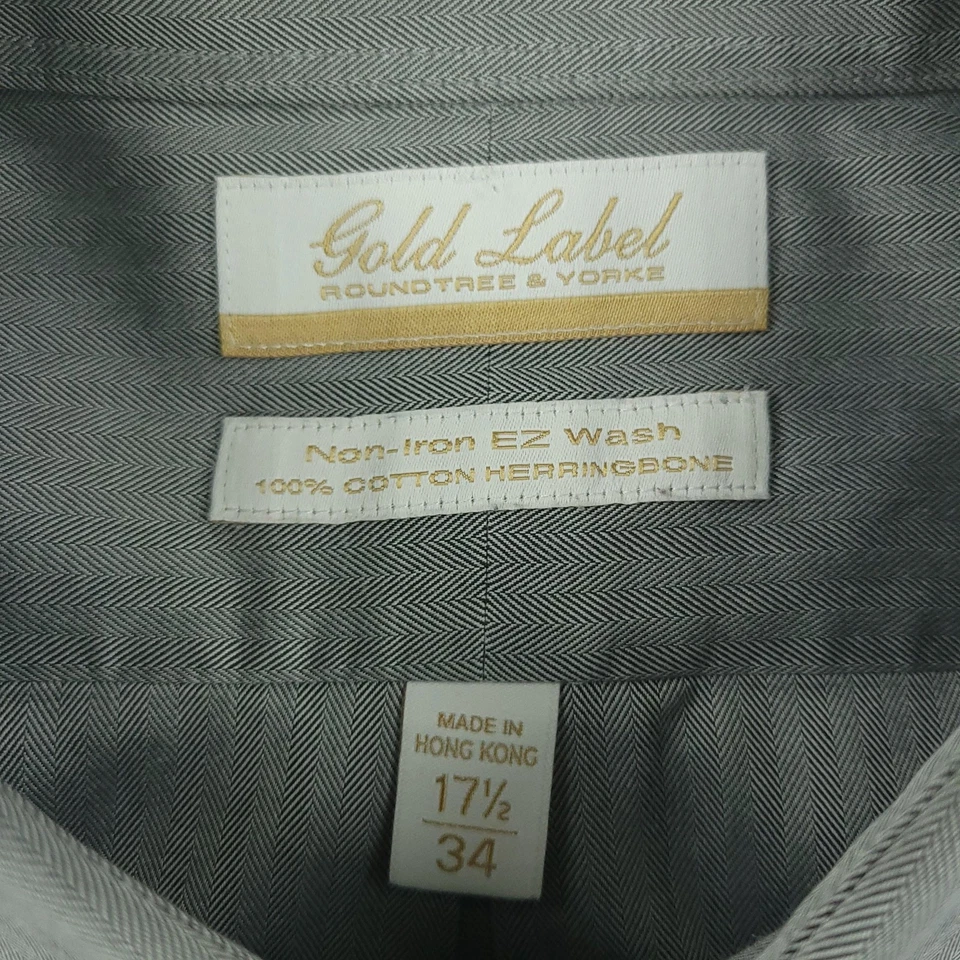 Gold Label
ROUNDTREE & YORKE
Non-Iron EZ Wash
100% COTTON HERRINGBONE
MADE IN
HONG KONG
17½
34